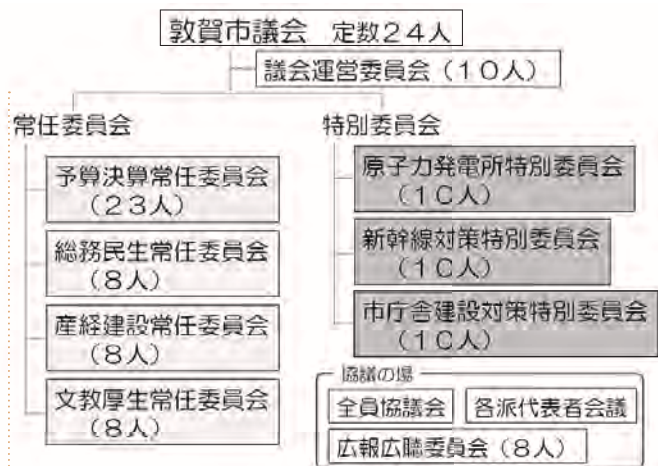 敦賀市議会 定数24人
議会運営委員会(10人)
常任委員会
予算決算常任委員会
(23人)
総務民生常任委員会
(8人)
産経建設常任委員会
(8人)
文教厚生常任委員会
(8人)
特別委員会
原子力発電所特別委員会
(10人)
新幹線対策特別委員会
(10人)
市庁舎建設対策特別委員会
(10人)
協議の場
全員協議会 各派代表者会議
広報広聴委員会(8人)